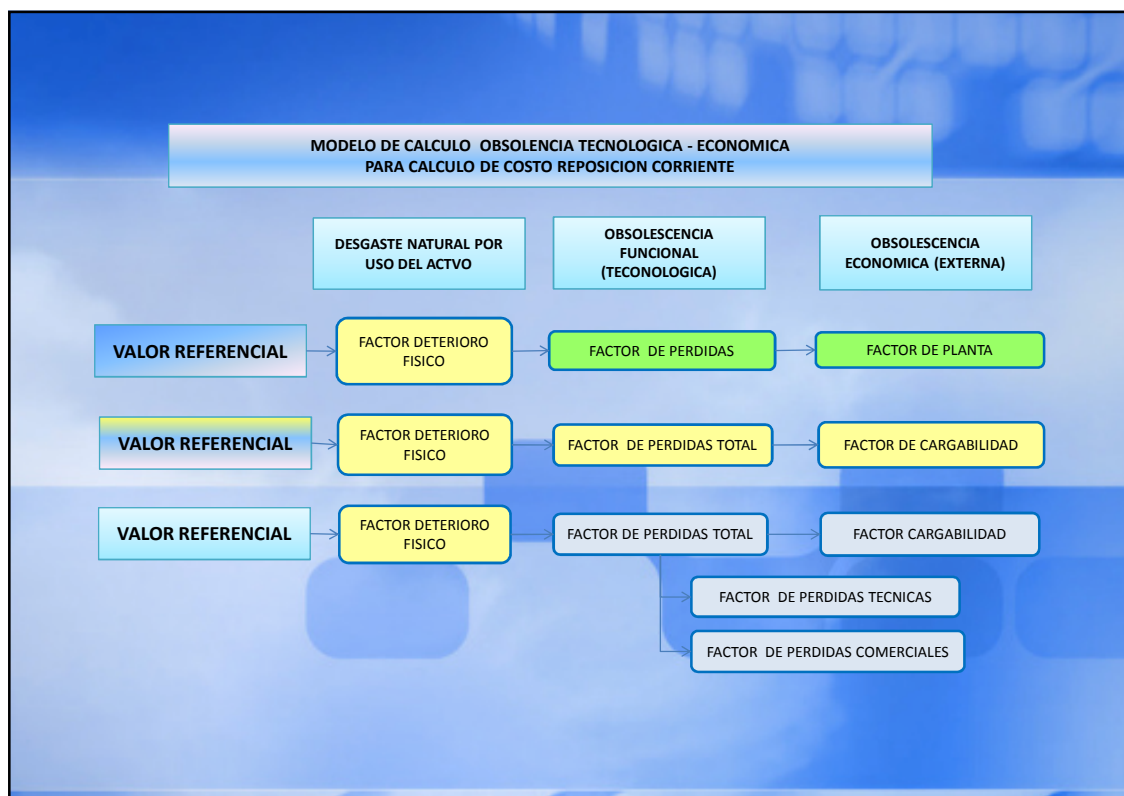 MODELO DE CALCULO OBSOLENCIA TECNOLOGICA - ECONOMICA
PARA CALCULO DE COSTO REPOSICION CORRIENTE
DESGASTE NATURAL POR
USO DEL ACTVO
OBSOLESCENCIA
FUNCIONAL
(TECONOLOGICA)
OBSOLESCENCIA
ECONOMICA (EXTERNA)
VALOR REFERENCIAL
FACTOR DETERIORO
FISICO
FACTOR DE PERDIDAS
FACTOR DE PLANTA
VALOR REFERENCIAL
FACTOR DETERIORO
FISICO
FACTOR DE PERDIDAS TOTAL
FACTOR DE CARGABILIDAD
VALOR REFERENCIAL
FACTOR DETERIORO
FISICO
FACTOR DE PERDIDAS TOTAL
FACTOR CARGABILIDAD
FACTOR DE PERDIDAS TECNICAS
FACTOR DE PERDIDAS COMERCIALES